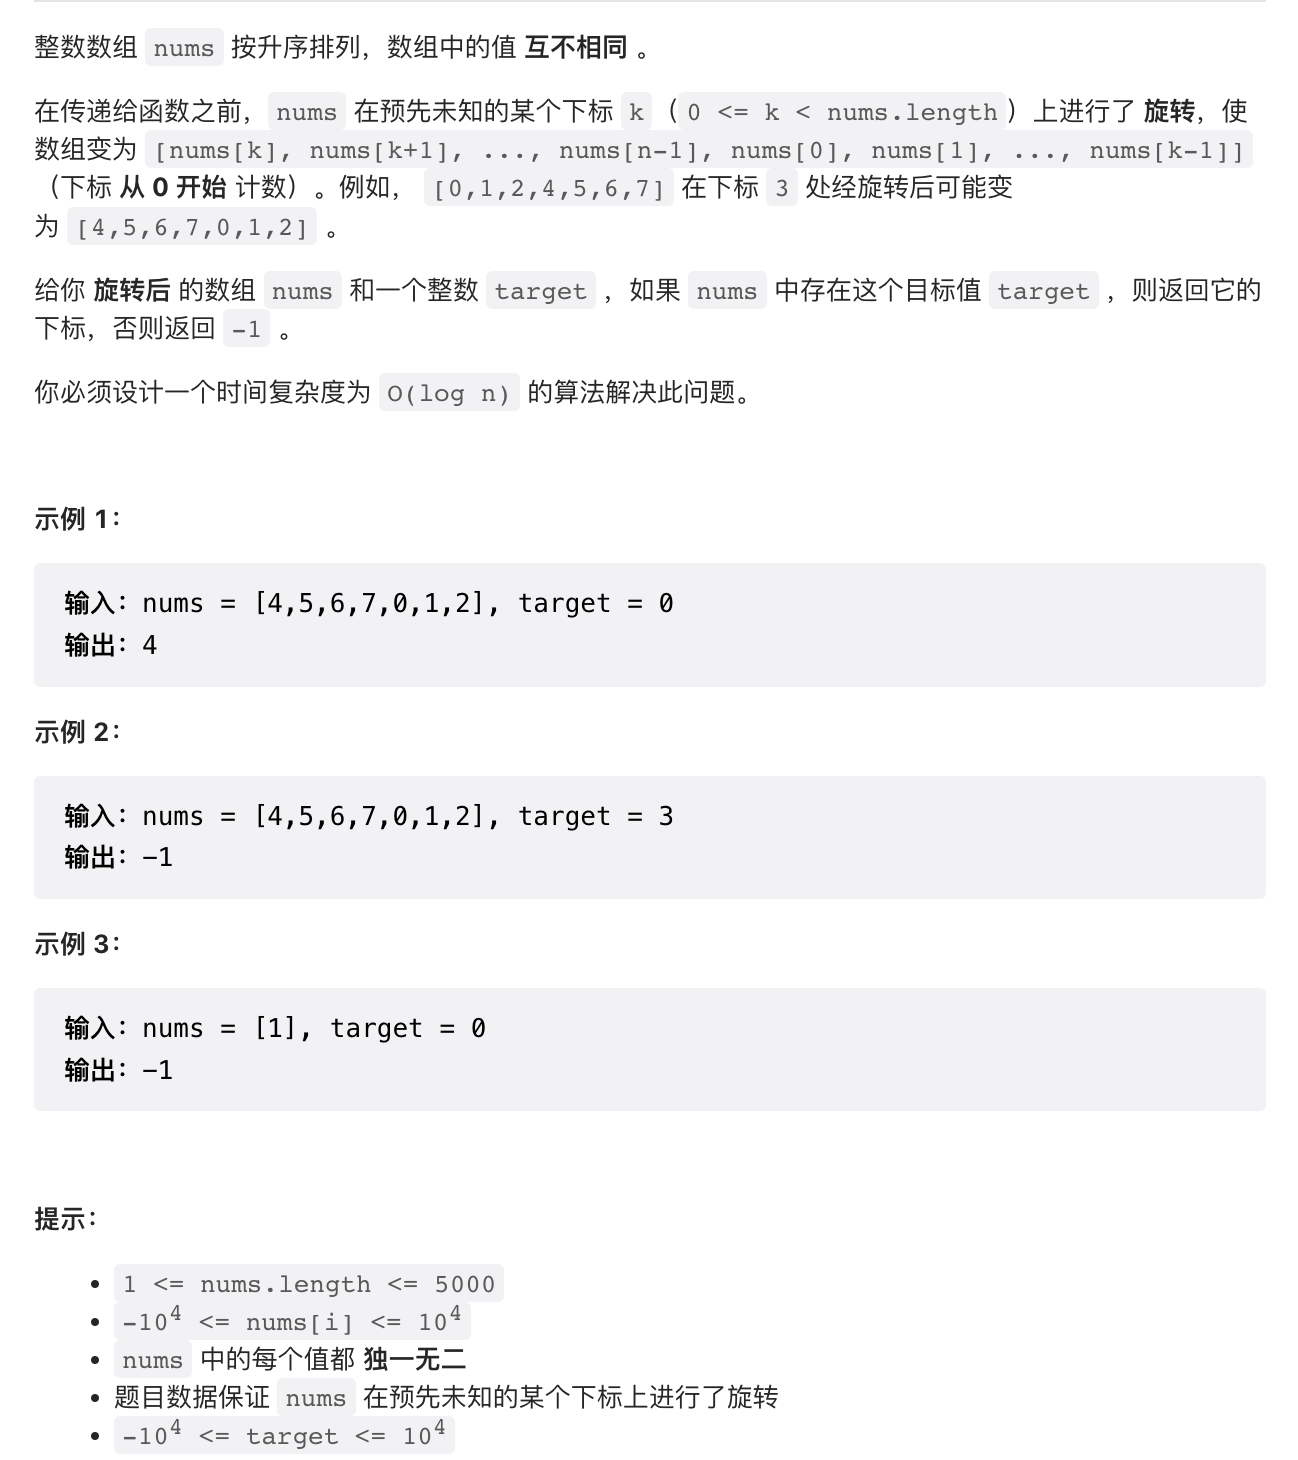 整数数组 nums 按升序排列，数组中的值 互不相同 。
在传递给函数之前， nums 在预先未知的某个下标 k （ 0 <= k < nums.length）上进行了 旋转，使
数组变为 [nums[k], nums[k+1], ..., nums[n-1], nums[0], nums[1], ..., nums[k-1]]
（下标 从 0 开始 计数）。例如， [0,1,2,4,5,6,7] 在下标 3 处经旋转后可能变
为 [4,5,6,7,0,1,2] 。
给你 旋转后 的数组 nums 和一个整数 target ，如果 nums 中存在这个目标值 target ，则返回它的
下标，否则返回 -1 。
你必须设计一个时间复杂度为 O(log n) 的算法解决此问题。
示例 1：
输入：nums = [4,5,6,7,0,1,2], target = 0
输出：4
示例 2：
输入：nums = [4,5,6,7,0,1,2], target = 3
输出：-1
示例 3：
输入：nums = [1], target = 0
输出：-1
提示：
• 1 <= nums.length <= 5000
• -10⁴ <= nums[i] <= 10⁴
• nums 中的每个值都 独一无二
• 题目数据保证 nums 在预先未知的某个下标上进行了旋转
• -10⁴ <= target <= 10⁴